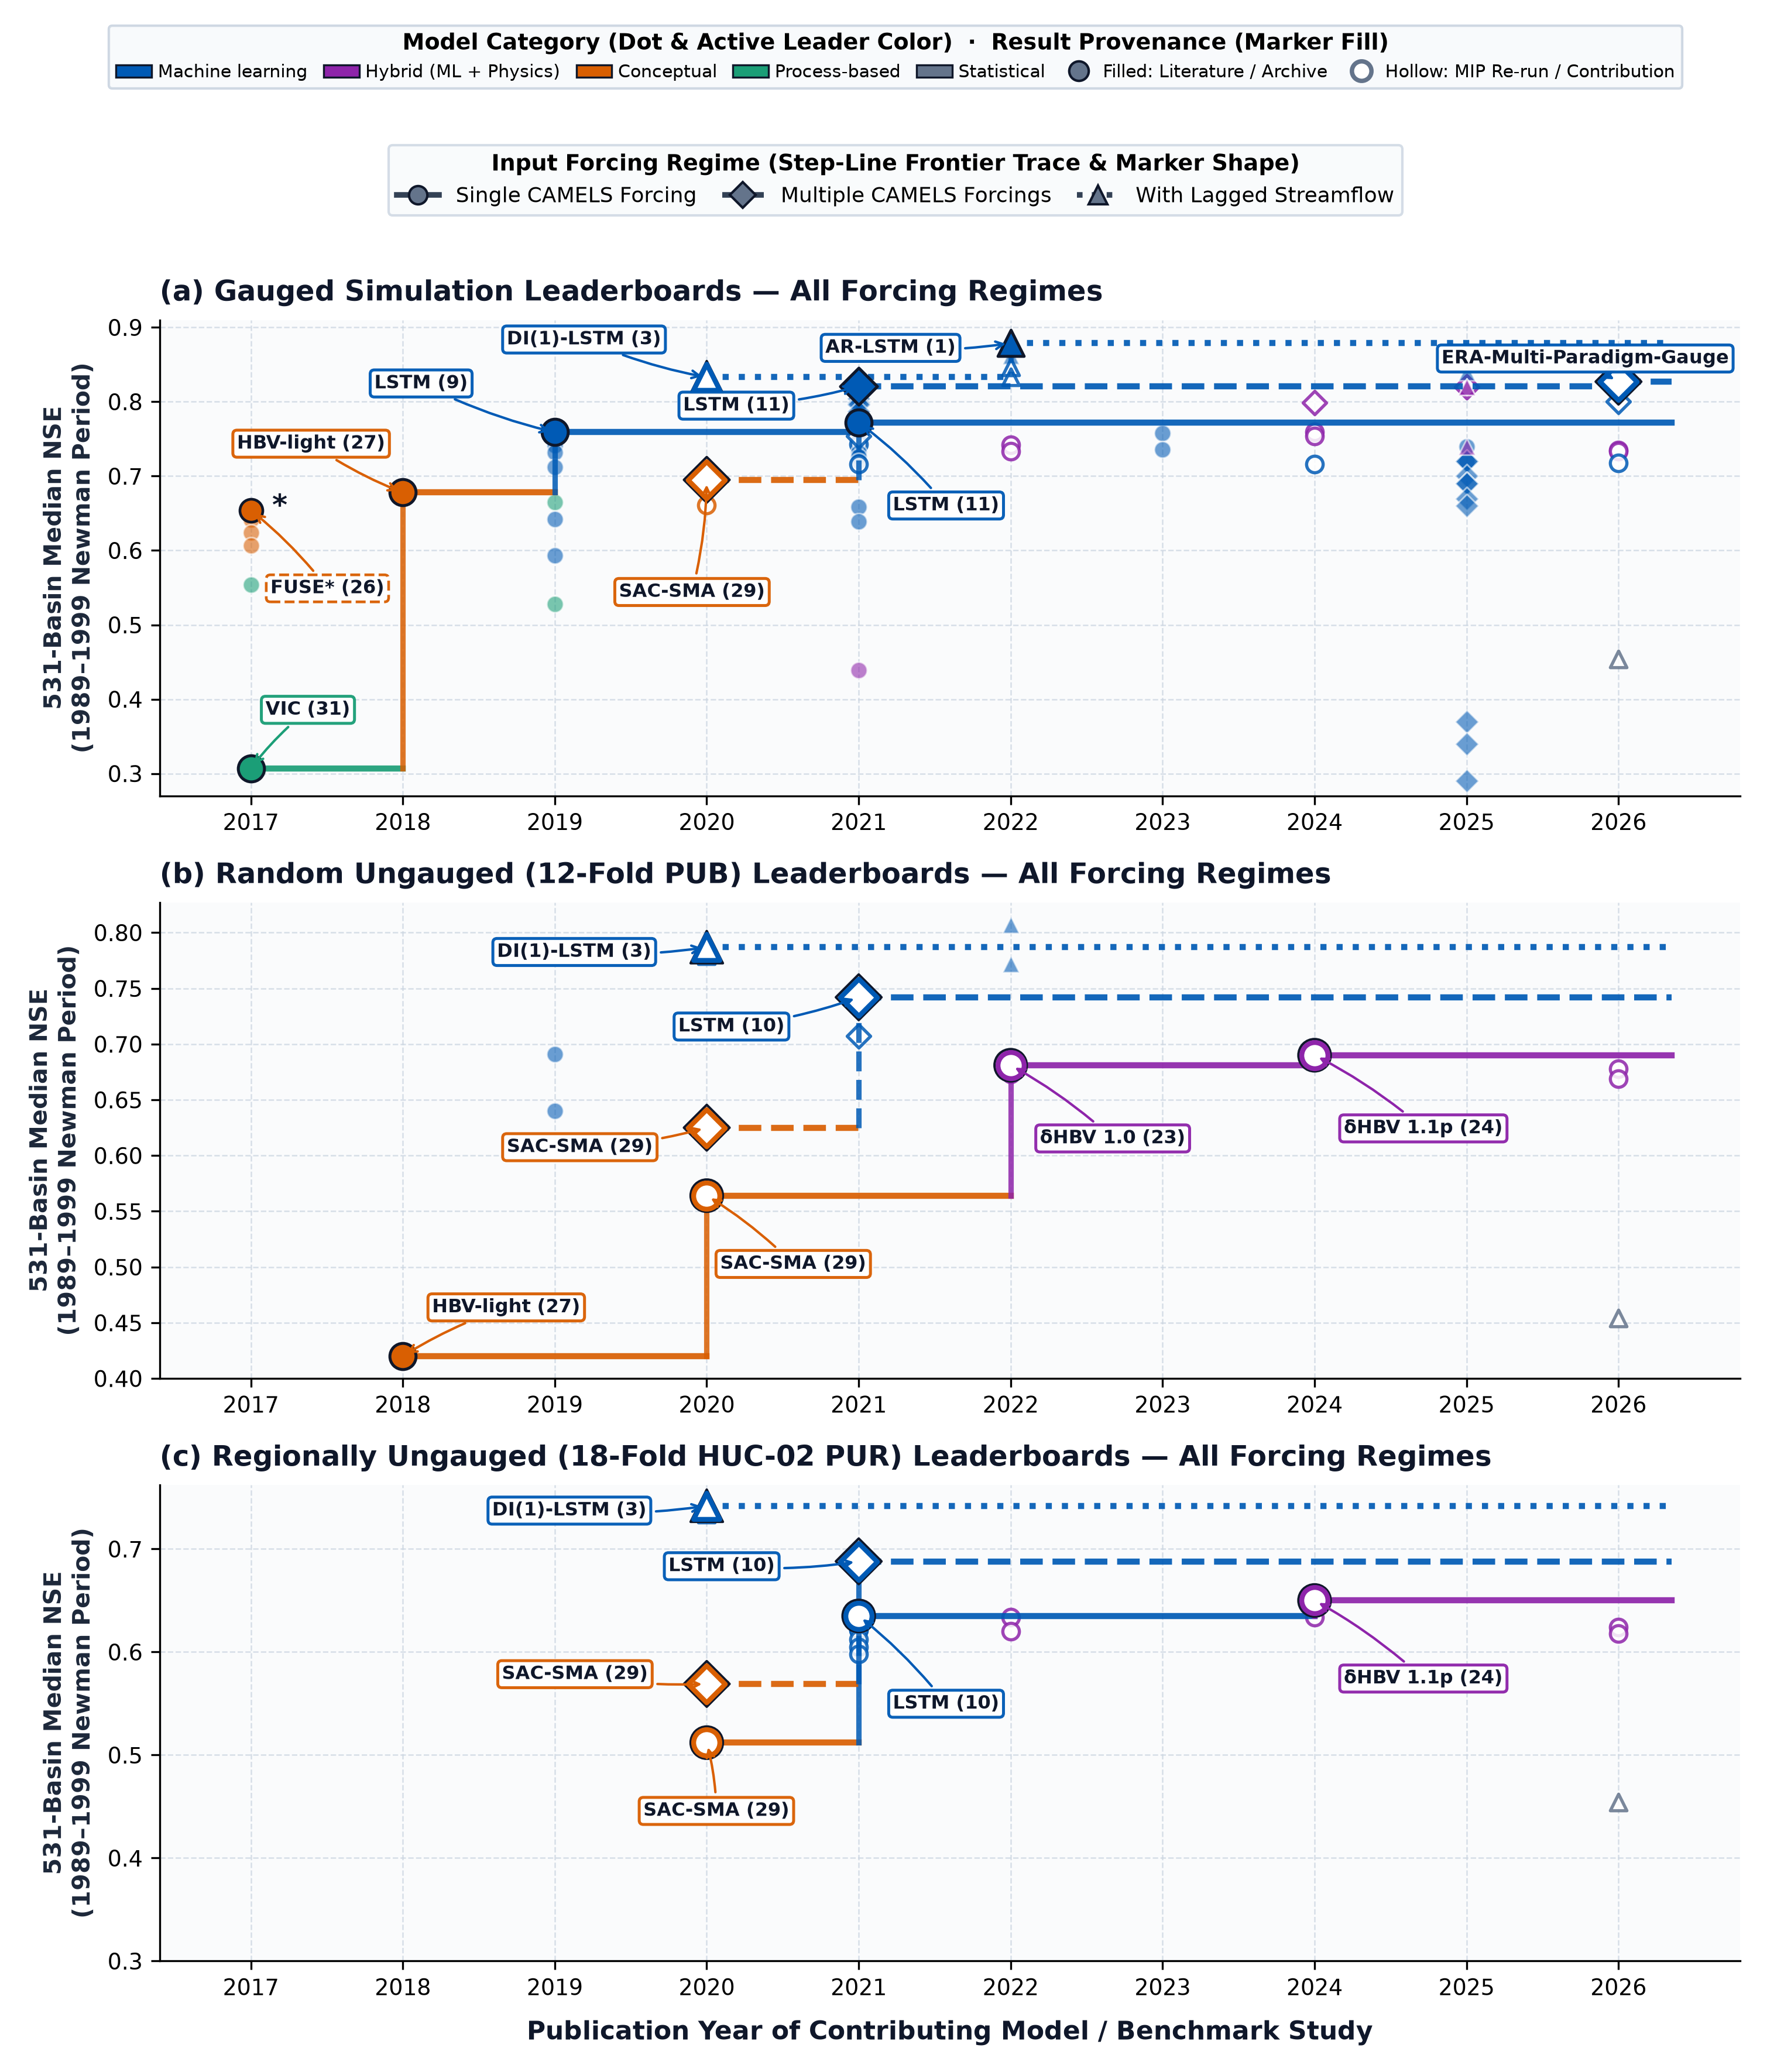 Model Category (Dot & Active Leader Color) · Result Provenance (Marker Fill)
Machine learning Hybrid (ML + Physics) Conceptual Process-based Statistical Filled: Literature / Archive Hollow: MIP Re-run / Contribution
Input Forcing Regime (Step-Line Frontier Trace & Marker Shape)
Single CAMELS Forcing Multiple CAMELS Forcings With Lagged Streamflow
(a) Gauged Simulation Leaderboards — All Forcing Regimes
531-Basin Median NSE
(1989–1999 Newman Period)
0.9
0.8
0.7
0.6
0.5
0.4
0.3
DI(1)-LSTM (3)
AR-LSTM (1)
ERA-Multi-Paradigm-Gauge
LSTM (9)
LSTM (11)
HBV-light (27)
*
LSTM (11)
FUSE* (26)
SAC-SMA (29)
VIC (31)
2017 2018 2019 2020 2021 2022 2023 2024 2025 2026
(b) Random Ungauged (12-Fold PUB) Leaderboards — All Forcing Regimes
531-Basin Median NSE
(1989–1999 Newman Period)
0.80
0.75
0.70
0.65
0.60
0.55
0.50
0.45
0.40
DI(1)-LSTM (3)
LSTM (10)
SAC-SMA (29)
δHBV 1.0 (23)
δHBV 1.1p (24)
SAC-SMA (29)
HBV-light (27)
2017 2018 2019 2020 2021 2022 2023 2024 2025 2026
(c) Regionally Ungauged (18-Fold HUC-02 PUR) Leaderboards — All Forcing Regimes
531-Basin Median NSE
(1989–1999 Newman Period)
0.7
0.6
0.5
0.4
0.3
DI(1)-LSTM (3)
LSTM (10)
SAC-SMA (29)
δHBV 1.1p (24)
LSTM (10)
SAC-SMA (29)
2017 2018 2019 2020 2021 2022 2023 2024 2025 2026
Publication Year of Contributing Model / Benchmark Study